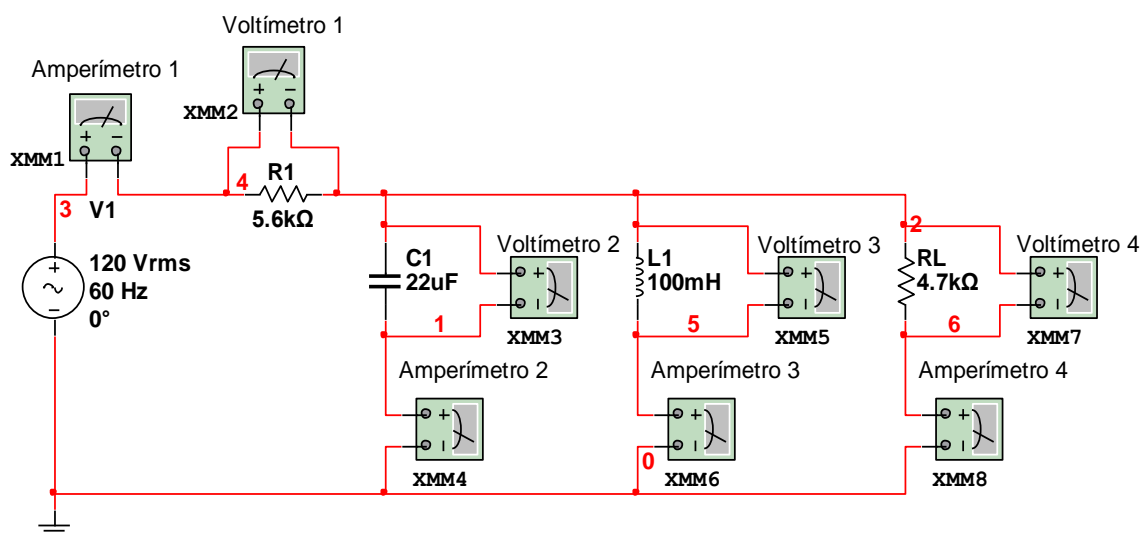 Voltímetro 1
Amperímetro 1
+ −
XMM2
+ −
XMM1
4
R1
5.6kΩ
3
V1
2
120 Vrms
60 Hz
0°
C1
22uF
Voltímetro 2
XMM3
1
L1
100mH
Voltímetro 3
XMM5
5
RL
4.7kΩ
Voltímetro 4
XMM7
6
Amperímetro 2
XMM4
Amperímetro 3
XMM6
0
Amperímetro 4
XMM8